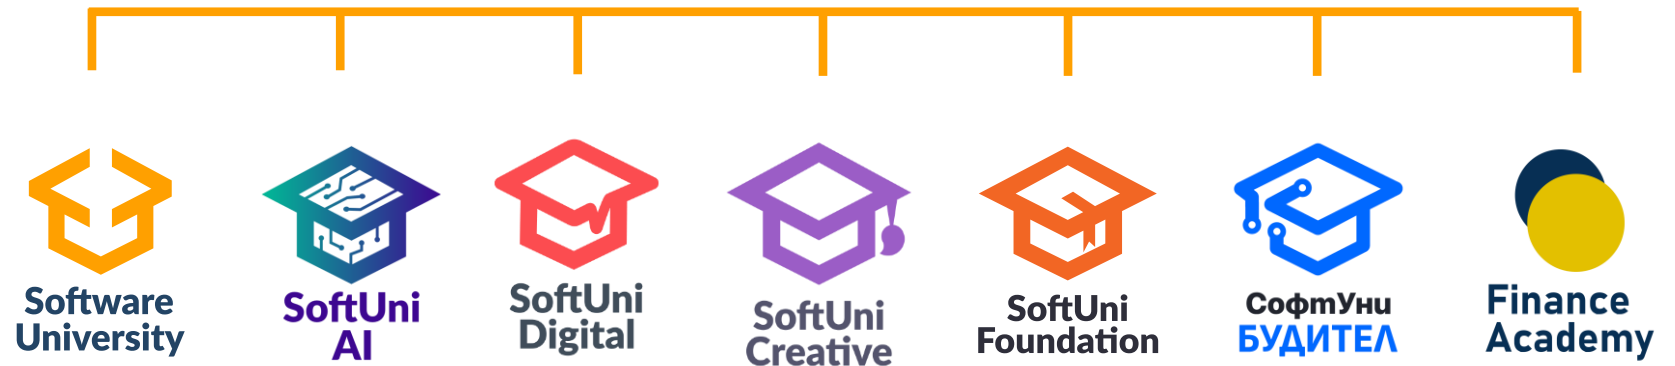 Software
University
SoftUni
AI
SoftUni
Digital
SoftUni
Creative
SoftUni
Foundation
СофтУни
БУДИТЕЛ
Finance
Academy